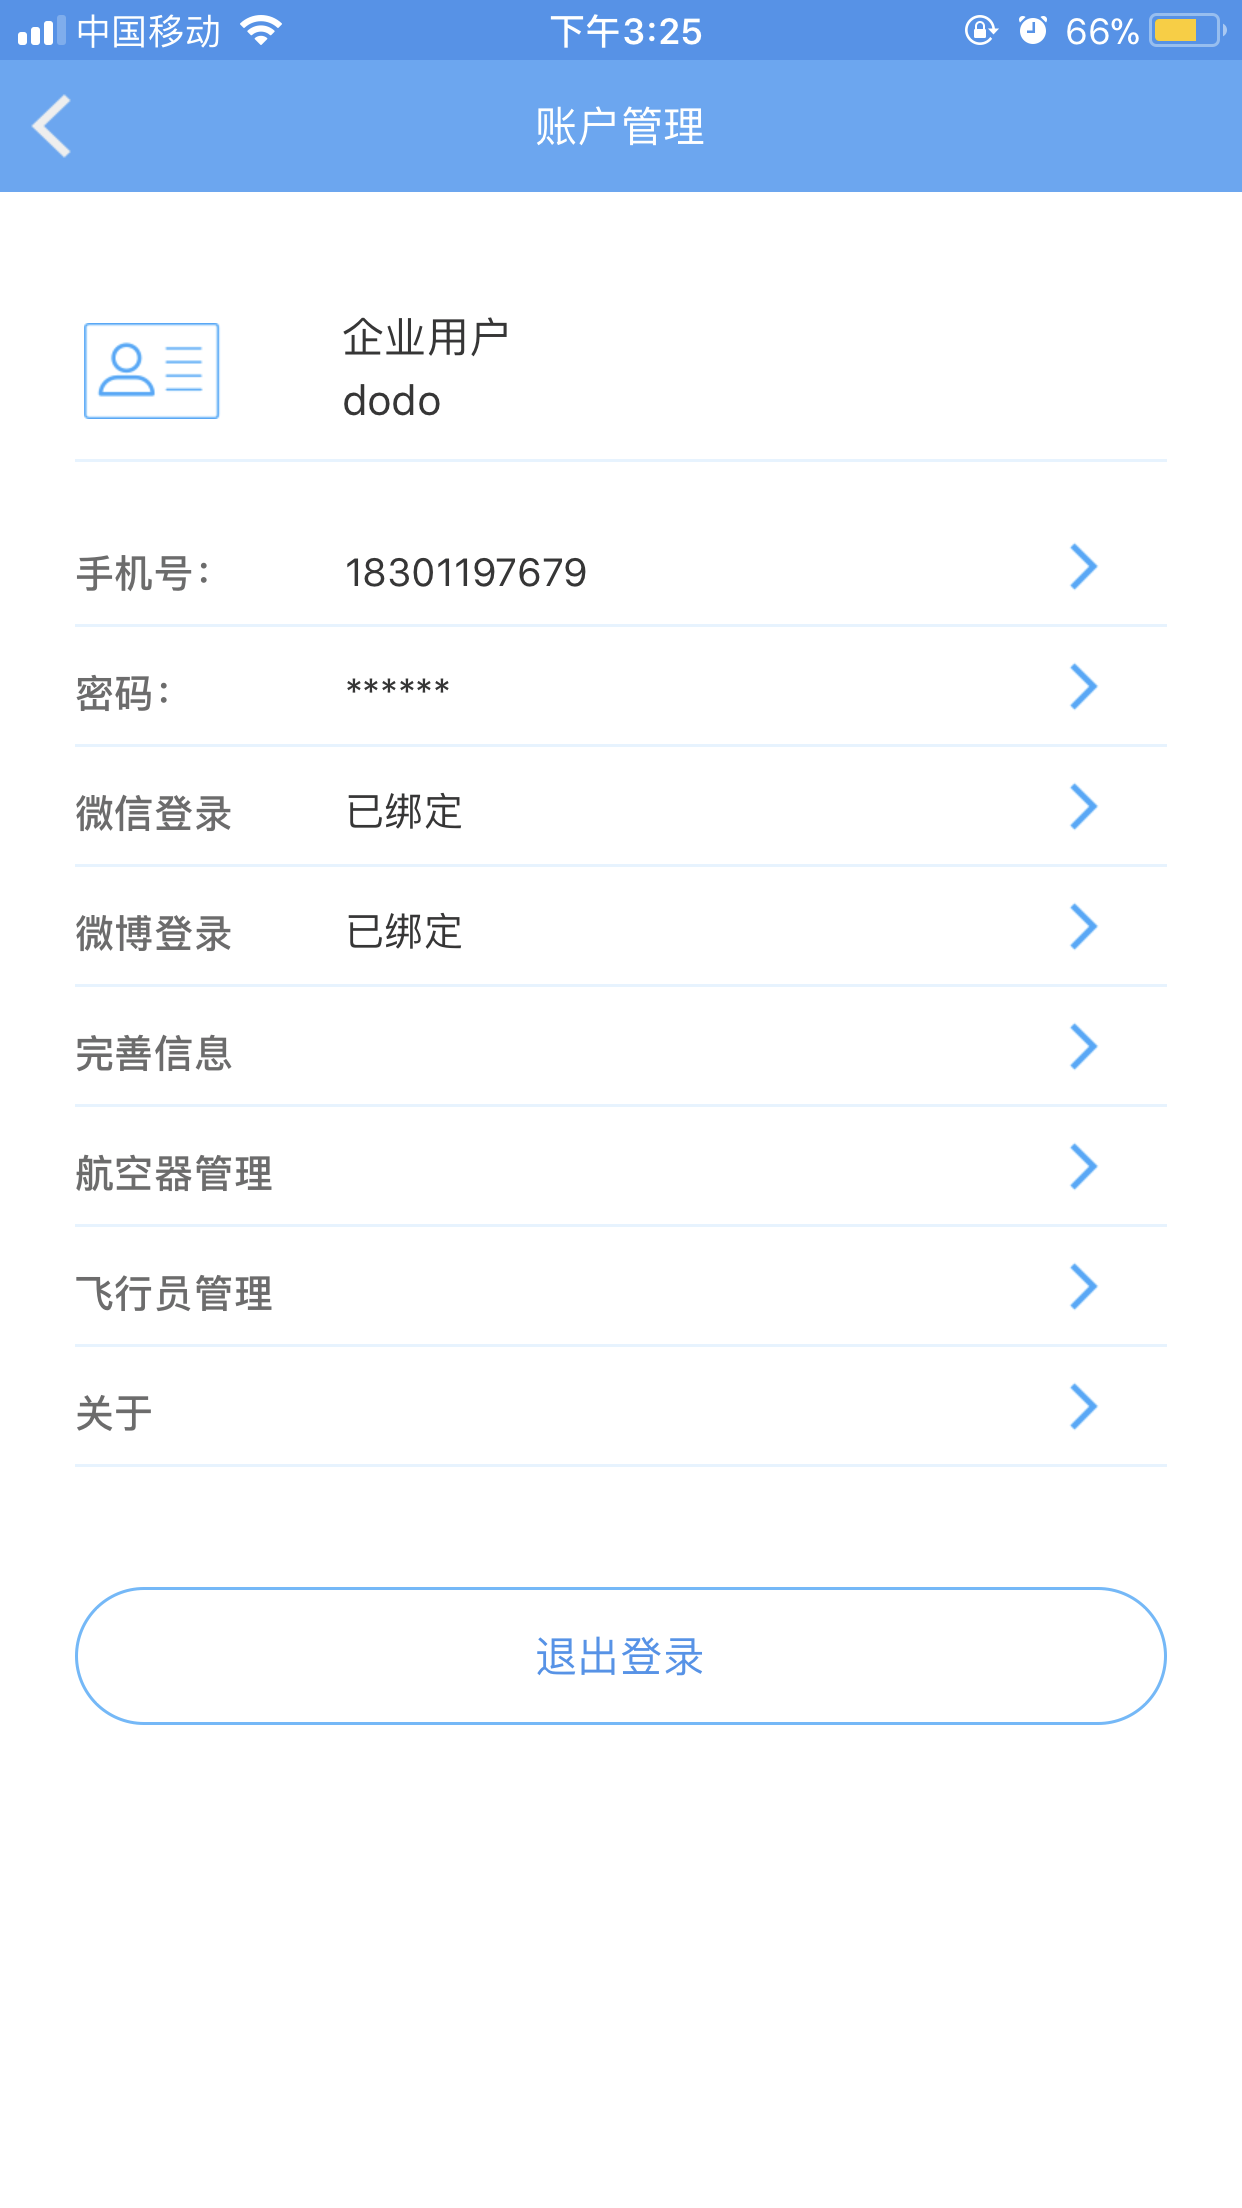 中国移动 下午3:25 66%
账户管理
企业用户
dodo
手机号： 18301197679
密码： ******
微信登录 已绑定
微博登录 已绑定
完善信息
航空器管理
飞行员管理
关于
退出登录